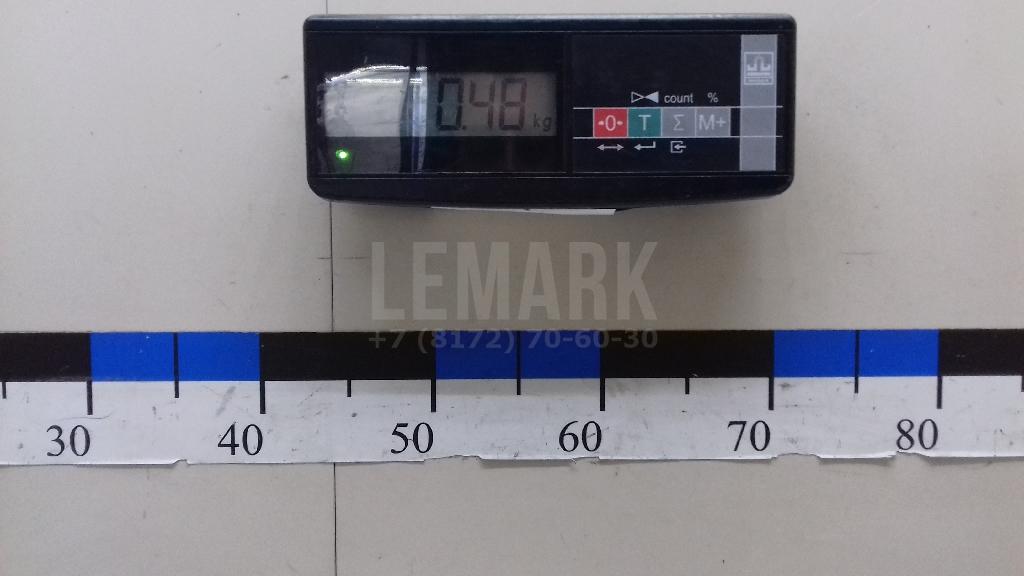 0.48 kg
count %
•0• T Σ M+
LEMARK
+7 (8172) 70-60-30
30 40 50 60 70 80